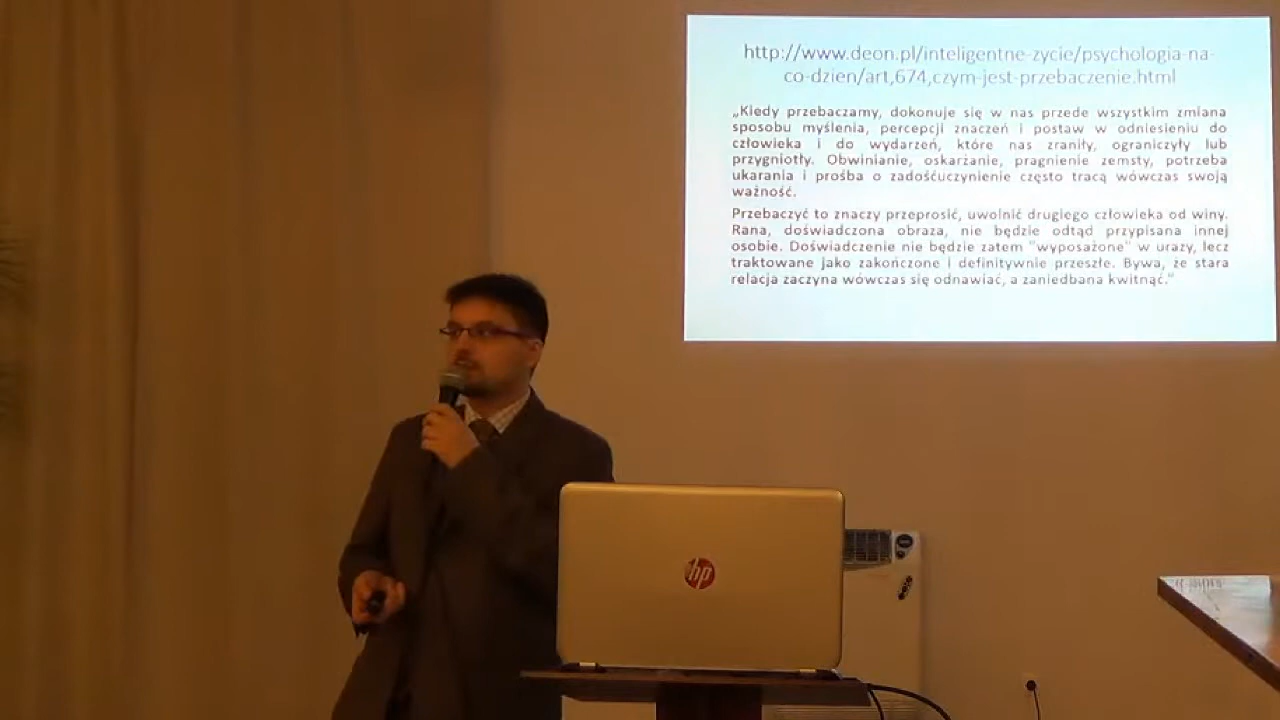 http://www.deon.pl/inteligentne-zycie/psychologia-na-
co-dzien/art,674,czym-jest-przebaczenie.html
„Kiedy przebaczamy, dokonuje się w nas przede wszystkim zmiana
sposobu myślenia, percepcji znaczeń i postaw w odniesieniu do
człowieka i do wydarzeń, które nas zraniły, ograniczyły lub
przygniotły. Obwinianie, oskarżanie, pragnienie zemsty, potrzeba
ukarania i prośba o zadośćuczynienie często tracą wówczas swoją
ważność.
Przebaczyć to znaczy przeprosić, uwolnić drugiego człowieka od winy.
Rana, doświadczona obraza, nie będzie odtąd przypisana innej
osobie. Doświadczenie nie będzie zatem "wyposażone" w urazy, lecz
traktowane jako zakończone i definitywnie przeszłe. Bywa, że stara
relacja zaczyna wówczas się odnawiać, a zaniedbana kwitnąć."
hp